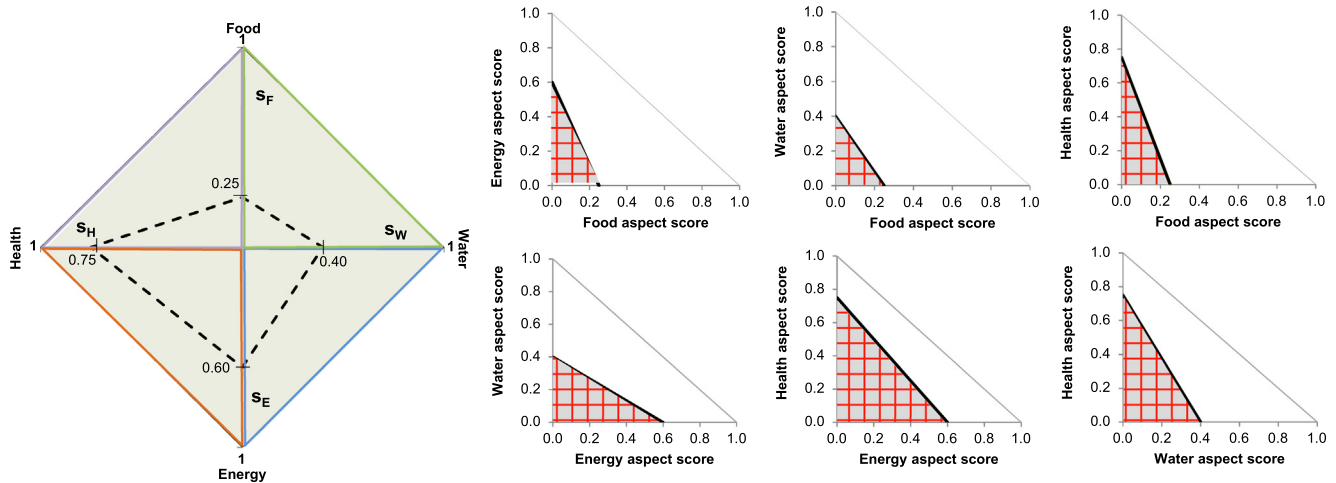 Food
1
S_F
0.25
Health
1
S_H
0.75
S_W
0.40
1
Water
0.60
S_E
1
Energy
Energy aspect score
1.0
0.8
0.6
0.4
0.2
0.0
0.0 0.2 0.4 0.6 0.8 1.0
Food aspect score
Water aspect score
1.0
0.8
0.6
0.4
0.2
0.0
0.0 0.2 0.4 0.6 0.8 1.0
Food aspect score
Health aspect score
1.0
0.8
0.6
0.4
0.2
0.0
0.0 0.2 0.4 0.6 0.8 1.0
Food aspect score
Water aspect score
1.0
0.8
0.6
0.4
0.2
0.0
0.0 0.2 0.4 0.6 0.8 1.0
Energy aspect score
Health aspect score
1.0
0.8
0.6
0.4
0.2
0.0
0.0 0.2 0.4 0.6 0.8 1.0
Energy aspect score
Health aspect score
1.0
0.8
0.6
0.4
0.2
0.0
0.0 0.2 0.4 0.6 0.8 1.0
Water aspect score